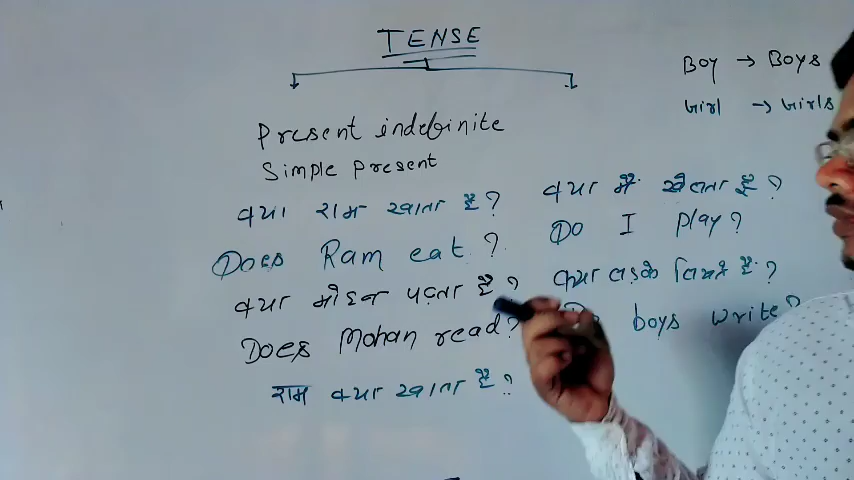 TENSE
Boy → Boys
Girl → Girls
Present indefinite
Simple Present
क्या राम खाता है?
Does Ram eat?
क्या मोहन पढ़ता है?
Does Mohan read?
राम क्या खाता है?
क्या मैं खेलता हूँ?
Do I play?
क्या लड़के लिखते हैं?
Do boys write?